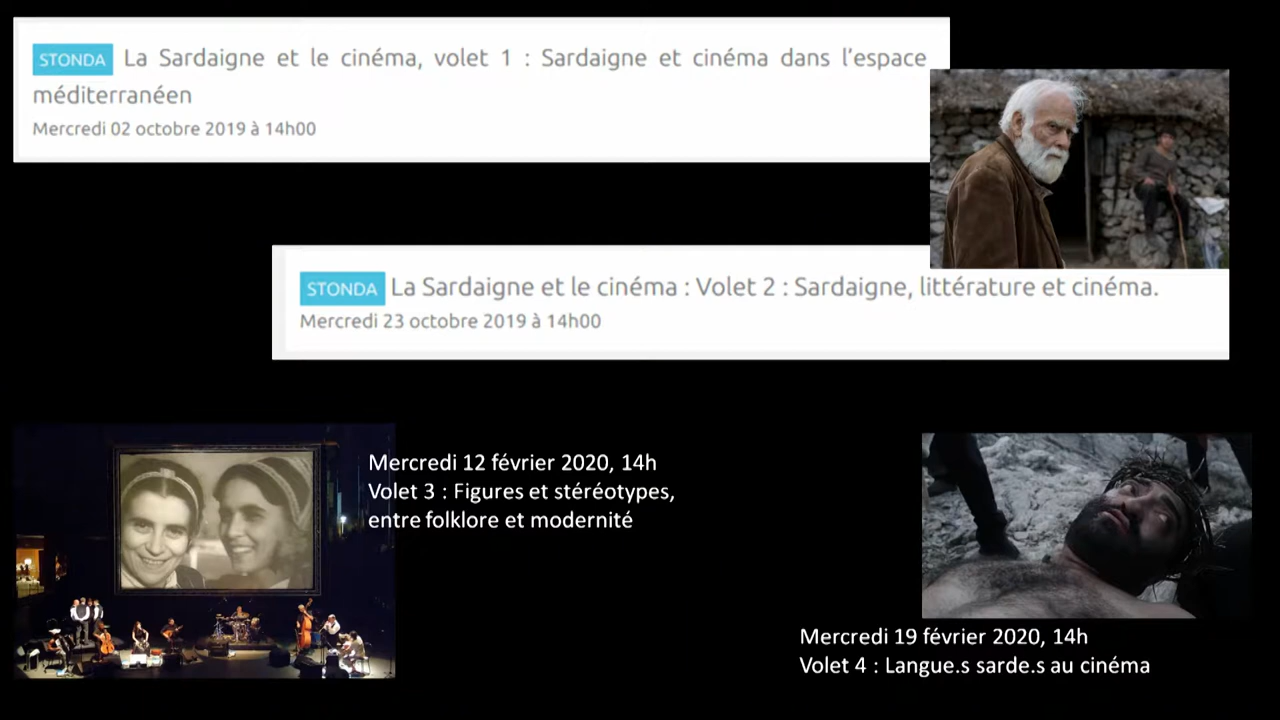 STONDA La Sardaigne et le cinéma, volet 1 : Sardaigne et cinéma dans l'espace
méditerranéen
Mercredi 02 octobre 2019 à 14h00
STONDA La Sardaigne et le cinéma : Volet 2 : Sardaigne, littérature et cinéma.
Mercredi 23 octobre 2019 à 14h00
Mercredi 12 février 2020, 14h
Volet 3 : Figures et stéréotypes,
entre folklore et modernité
Mercredi 19 février 2020, 14h
Volet 4 : Langue.s sarde.s au cinéma